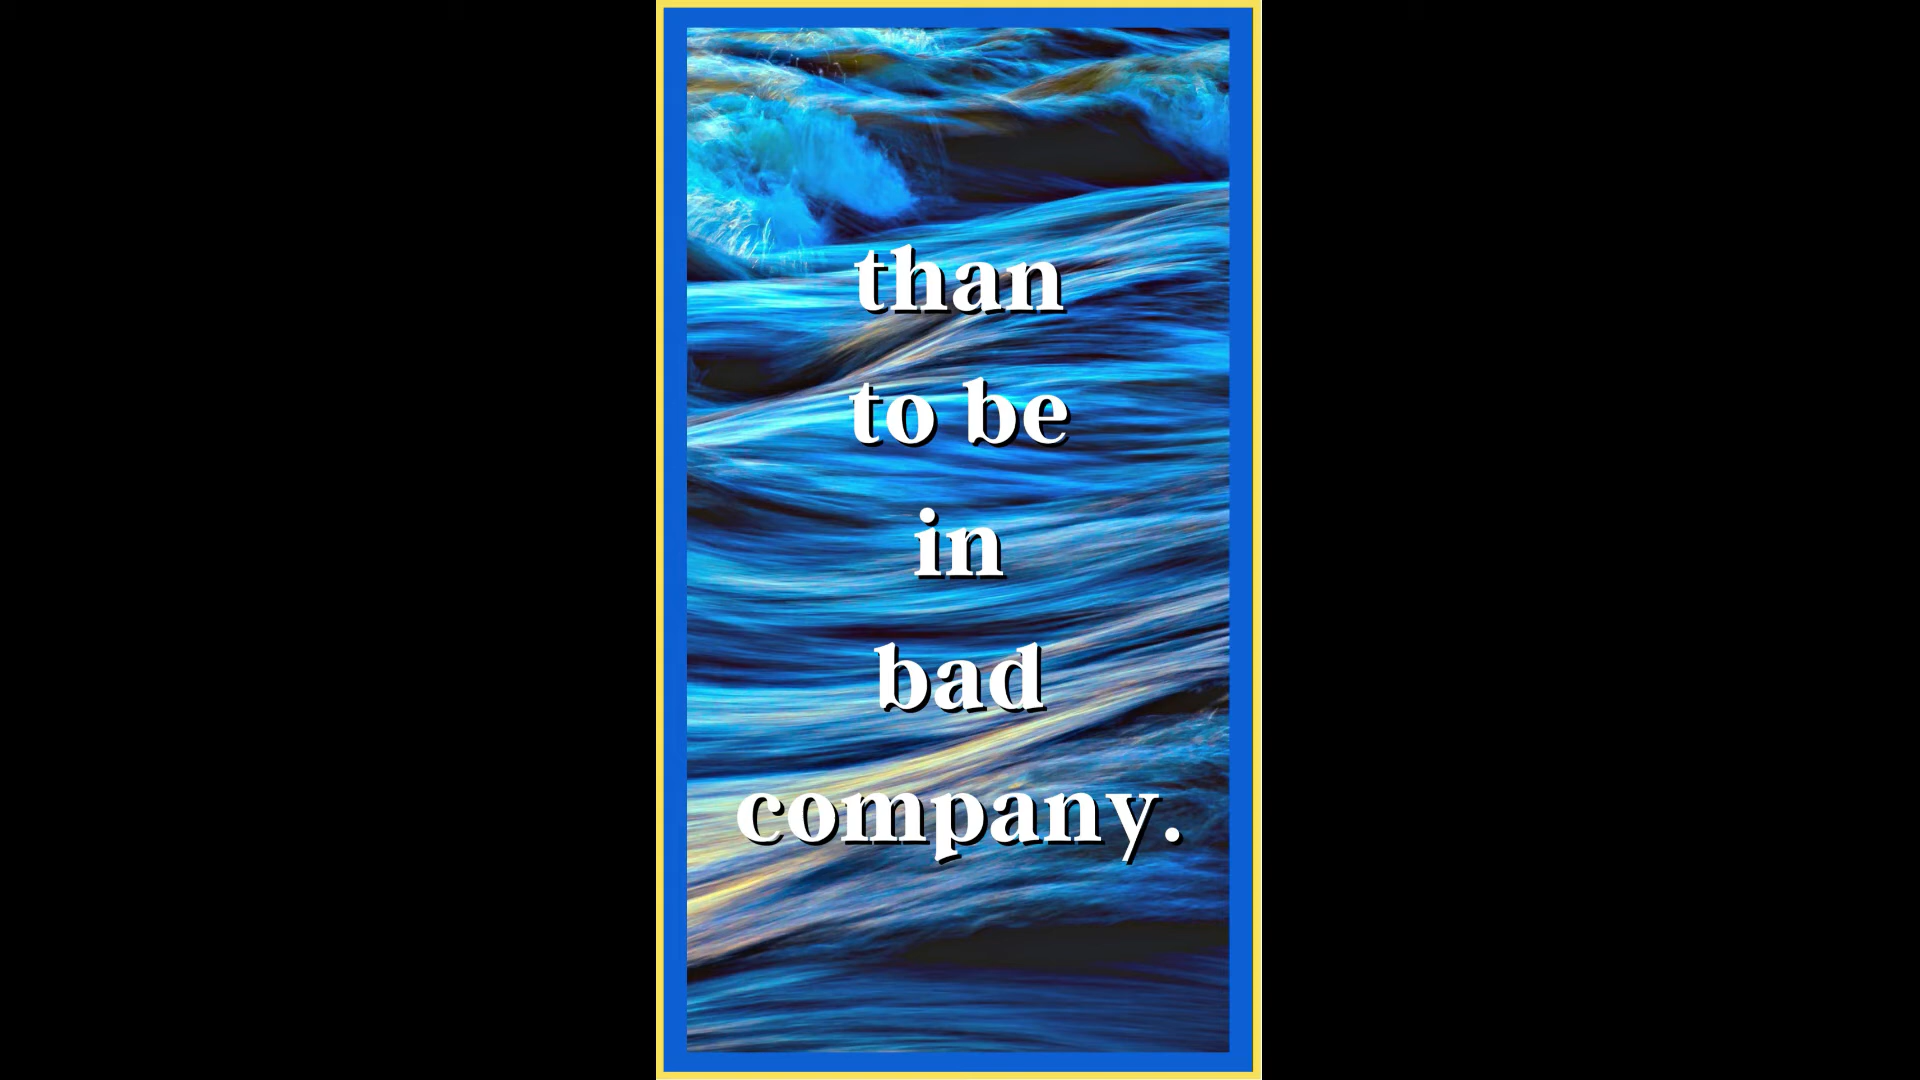 than
to be
in
bad
company.